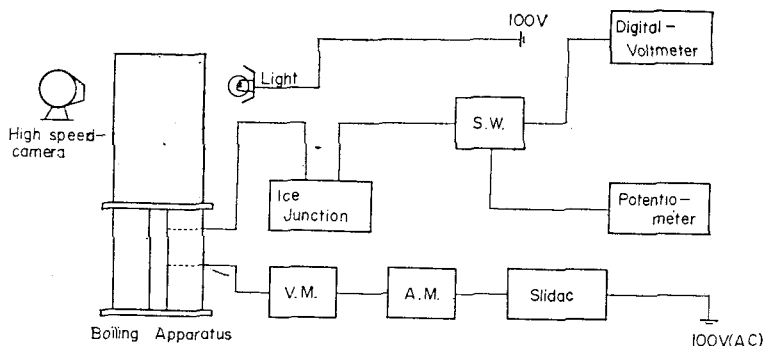 100V
Digital-
Voltmeter
Light
S.W.
High speed-
camera
Ice
Junction
Potentio-
meter
V.M.
A.M.
Slidac
Boiling Apparatus
100V(AC)